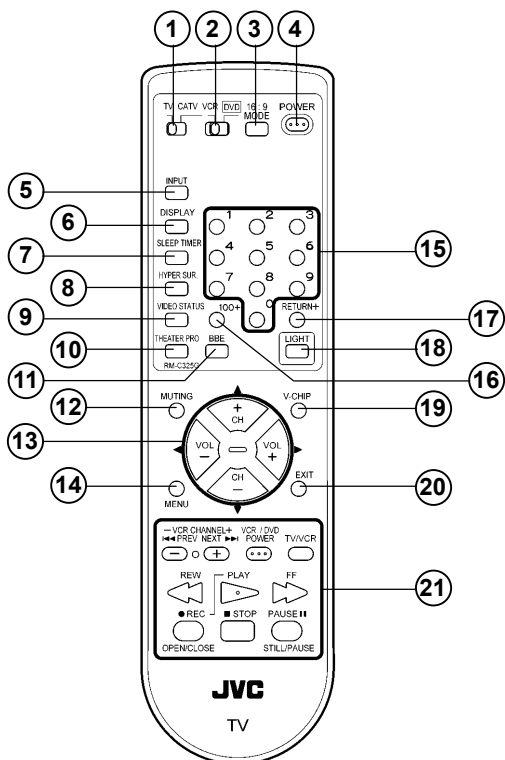 1 2 3 4
TV CATV VCR DVD 16:9 MODE POWER
5 INPUT
6 DISPLAY 1 2 3
7 SLEEP TIMER 4 5 6 15
8 HYPER SUR. 7 8 9
9 VIDEO STATUS 100+ 0 RETURN+ 17
10 THEATER PRO BBE LIGHT 18
RM-C325G
11 16
12 MUTING + CH V-CHIP 19
13 VOL − VOL +
14 MENU CH − EXIT 20
− VCR CHANNEL + VCR / DVD
◀◀ PREV NEXT ▶▶ POWER TV/VCR
− +
REW PLAY FF 21
● REC ■ STOP PAUSE ❚❚
OPEN/CLOSE STILL/PAUSE
JVC
TV